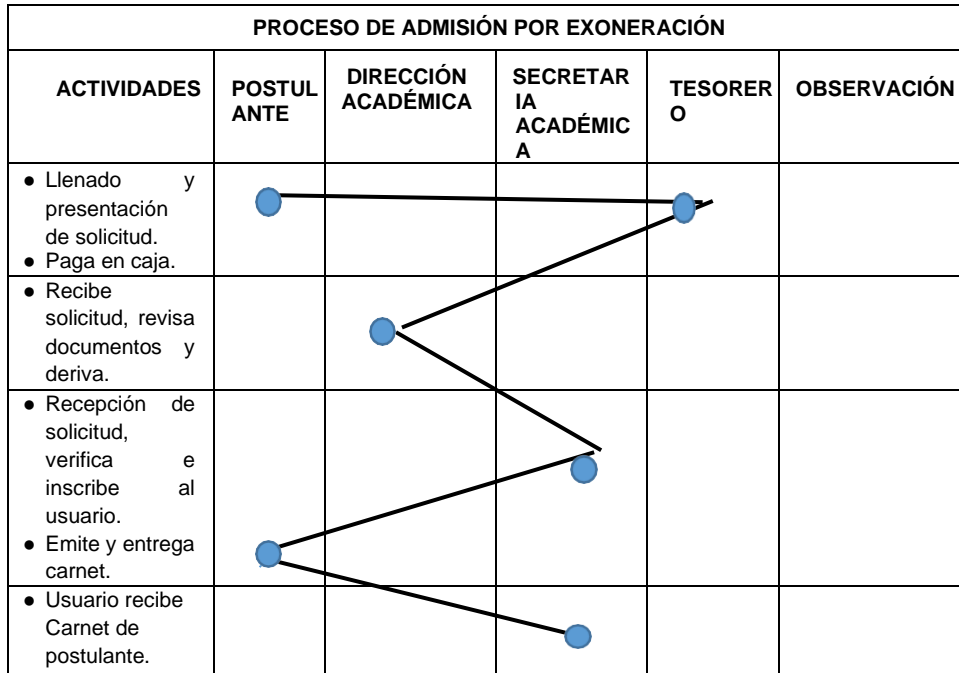 PROCESO DE ADMISIÓN POR EXONERACIÓN
ACTIVIDADES
POSTUL
ANTE
DIRECCIÓN
ACADÉMICA
SECRETAR
IA
ACADÉMIC
A
TESORER
O
OBSERVACIÓN
● Llenado y
presentación
de solicitud.
● Paga en caja.
● Recibe
solicitud, revisa
documentos y
deriva.
● Recepción de
solicitud,
verifica e
inscribe al
usuario.
● Emite y entrega
carnet.
● Usuario recibe
Carnet de
postulante.